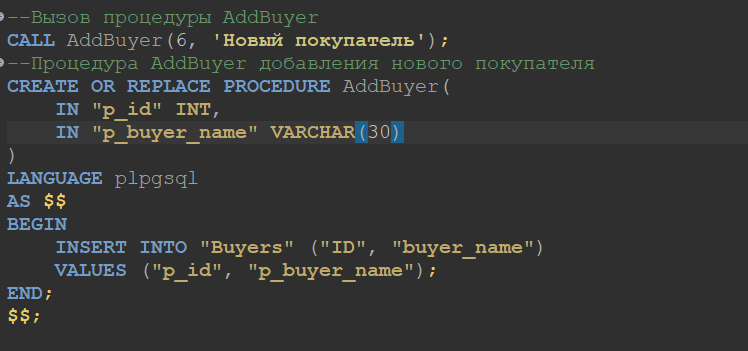 --Вызов процедуры AddBuyer
CALL AddBuyer(6, 'Новый покупатель');
--Процедура AddBuyer добавления нового покупателя
CREATE OR REPLACE PROCEDURE AddBuyer(
    IN "p_id" INT,
    IN "p_buyer_name" VARCHAR(30)
)
LANGUAGE plpgsql
AS $$
BEGIN
    INSERT INTO "Buyers" ("ID", "buyer_name")
    VALUES ("p_id", "p_buyer_name");
END;
$$;